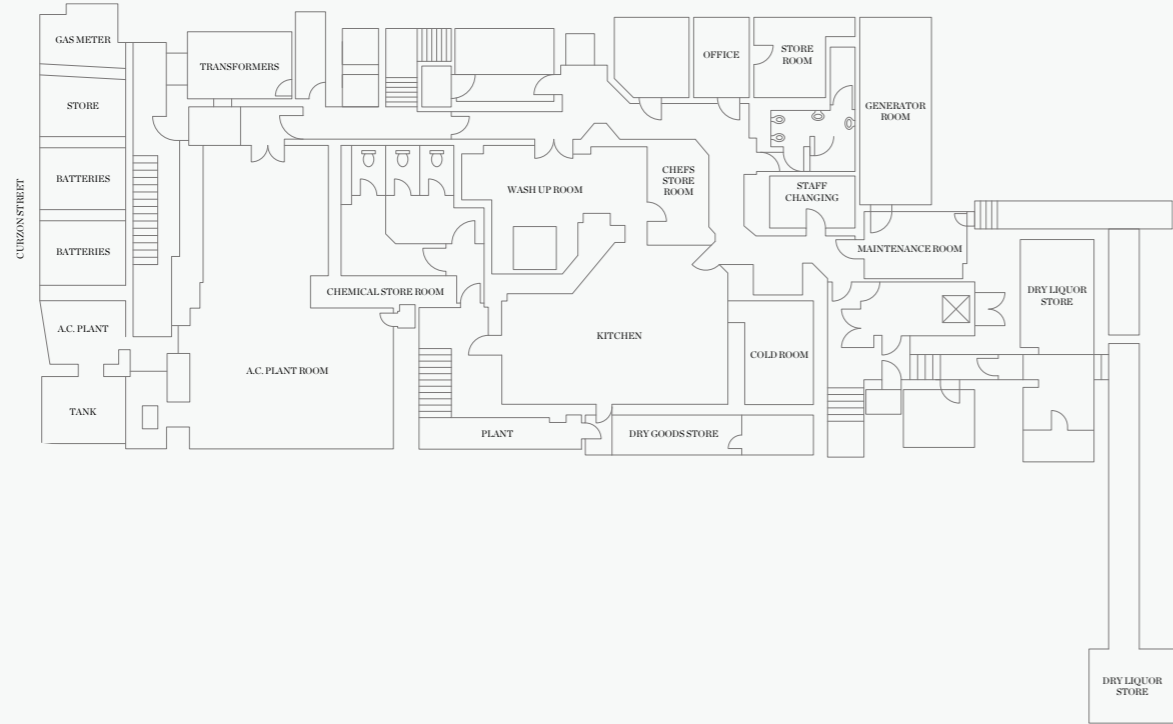 GAS METER
TRANSFORMERS
OFFICE
STORE
ROOM
STORE
GENERATOR
ROOM
BATTERIES
WASH UP ROOM
CHEFS
STORE
ROOM
STAFF
CHANGING
CURZON STREET
BATTERIES
MAINTENANCE ROOM
CHEMICAL STORE ROOM
DRY LIQUOR
STORE
A.C. PLANT
KITCHEN
COLD ROOM
A.C. PLANT ROOM
TANK
PLANT
DRY GOODS STORE
DRY LIQUOR
STORE